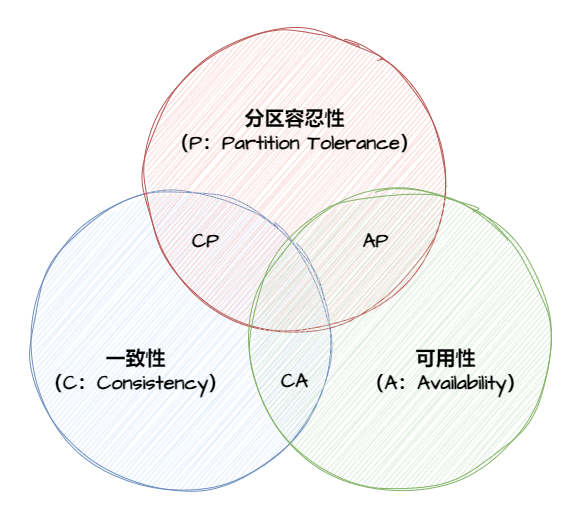 分区容忍性
（P：Partition Tolerance）
CP
AP
一致性
（C：Consistency）
可用性
（A：Availability）
CA